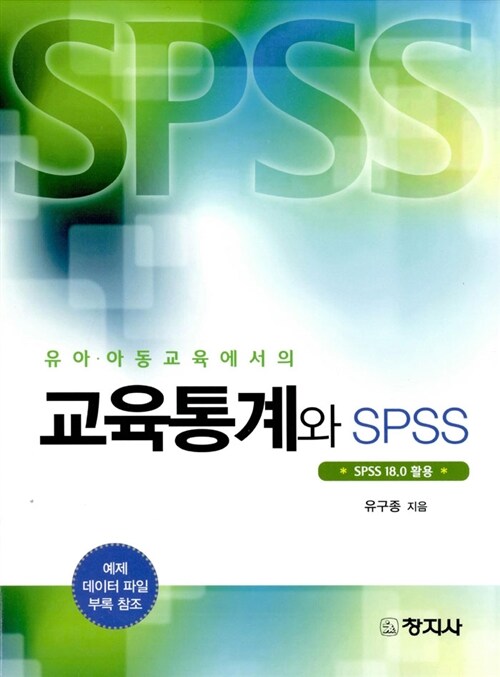 SPSS
유아·아동교육에서의
교육통계와 SPSS
* SPSS 18.0 활용 *
유구종 지음
예제
데이터 파일
부록 참조
창지사